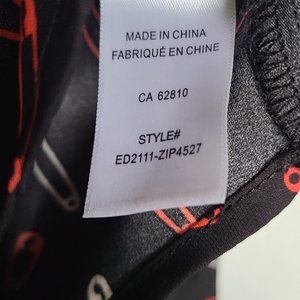 MADE IN CHINA
FABRIQUÉ EN CHINE
CA 62810
STYLE#
ED2111-ZIP4527